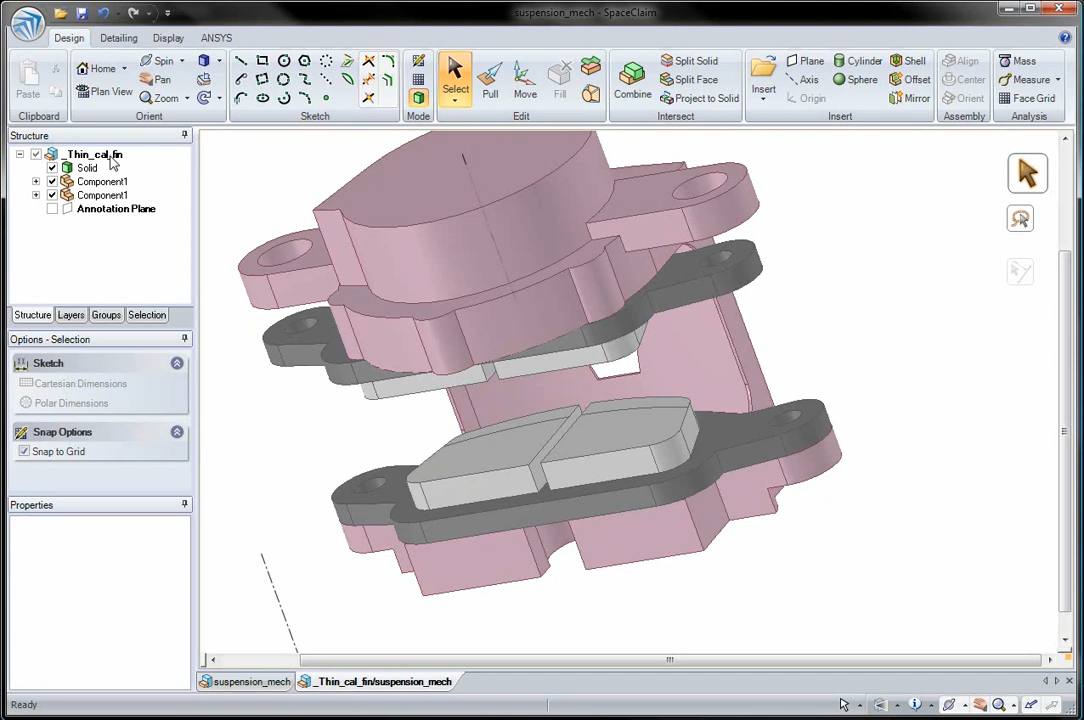 suspension_mech - SpaceClaim
Design Detailing Display ANSYS
Paste
Clipboard
Home
Plan View
Spin
Pan
Zoom
Orient
Sketch
Mode
Select
Pull
Move
Fill
Edit
Combine
Split Solid
Split Face
Project to Solid
Intersect
Insert
Plane
Axis
Origin
Cylinder
Sphere
Shell
Offset
Mirror
Insert
Align
Center
Orient
Assembly
Mass
Measure
Face Grid
Analysis
Structure
_Thin_cal_fin
Solid
Component1
Component1
Annotation Plane
Structure Layers Groups Selection
Options - Selection
Sketch
Cartesian Dimensions
Polar Dimensions
Snap Options
Snap to Grid
Properties
suspension_mech _Thin_cal_fin/suspension_mech
Ready